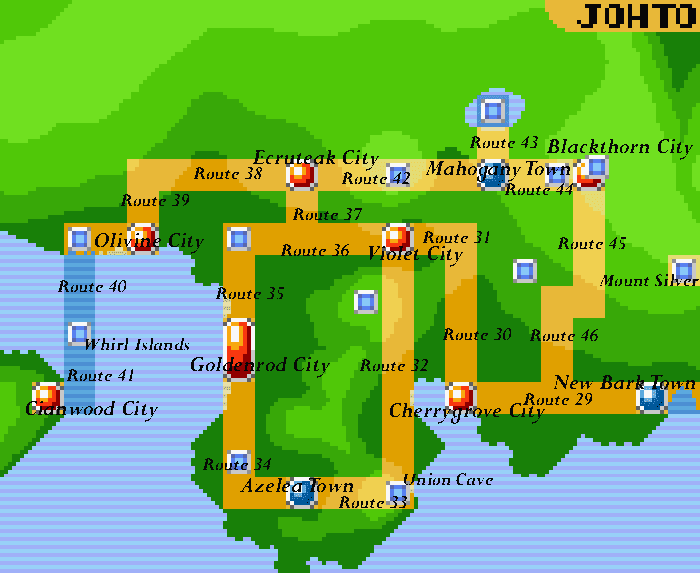 JOHTO
Route 43
Blackthorn City
Ecruteak City
Route 38
Route 42
Mahogany Town
Route 44
Route 39
Route 37
Olivine City
Route 36
Violet City
Route 31
Route 45
Route 40
Route 35
Mount Silver
Whirl Islands
Route 30
Route 46
Goldenrod City
Route 32
Route 41
New Bark Town
Cianwood City
Cherrygrove City
Route 29
Route 34
Azelea Town
Union Cave
Route 33